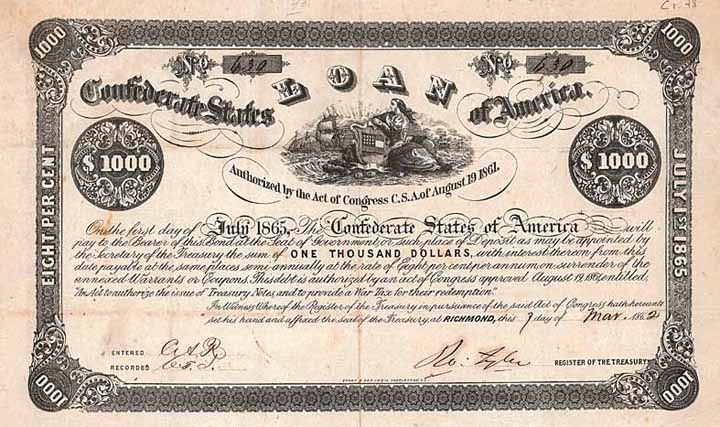 Cr. 78
1000
1000
No 630
No 630
Confederate States LOAN of America,
$1000
$1000
Authorized by the Act of Congress C.S.A. of August 19 1861.
EIGHT PER CENT
JULY 1ST 1865
On the first day of July 1865, The Confederate States of America will
pay to the Bearer of this Bond at the Seat of Government, or such place of Deposit as may be appointed by
the Secretary of the Treasury the sum of ONE THOUSAND DOLLARS, with interest thereon from this
date payable at the same places semi-annually at the rate of Eight per cent per annum, on surrender of the
annexed Warrants or Coupons. This debt is authorized by an act of Congress approved August 19, 1861, entitled,
"An Act to authorize the issue of Treasury Notes, and to provide a War Tax for their redemption."
In Witness Whereof the Register of the Treasury in pursuance of the said Act of Congress hath hereunto
set his hand and affixed the seal of the Treasury, at RICHMOND, this 7 day of Mar. 1862
ENTERED
RECORDED
Ro: Tyler REGISTER OF THE TREASURY
1000
1000